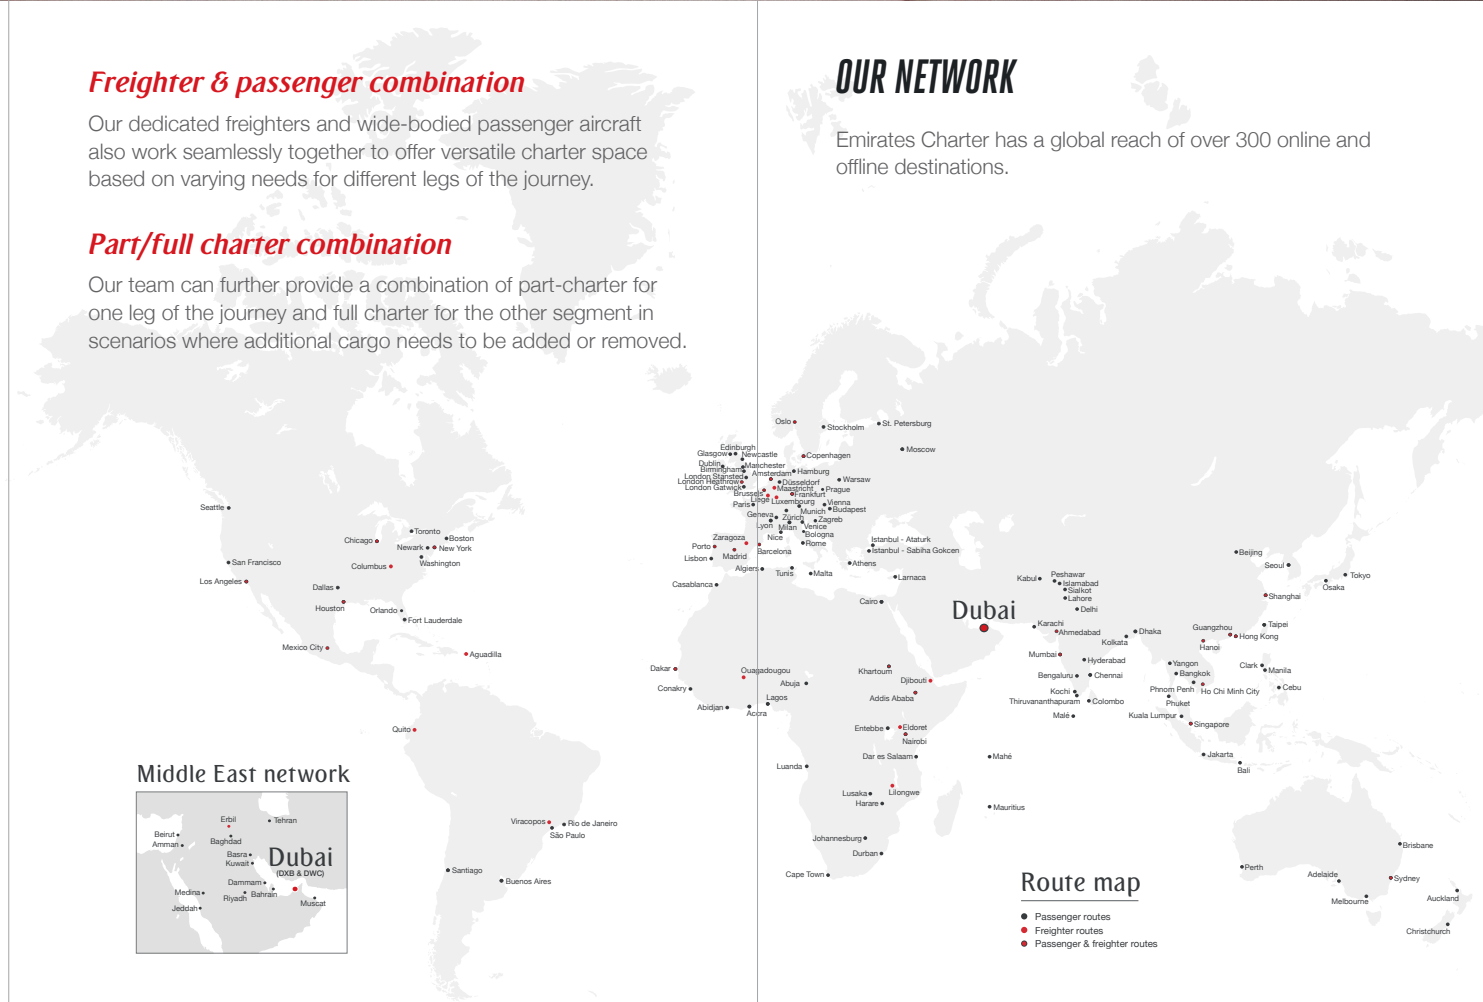 Freighter & passenger combination
Our dedicated freighters and wide-bodied passenger aircraft
also work seamlessly together to offer versatile charter space
based on varying needs for different legs of the journey.
Part/full charter combination
Our team can further provide a combination of part-charter for
one leg of the journey and full charter for the other segment in
scenarios where additional cargo needs to be added or removed.
OUR NETWORK
Emirates Charter has a global reach of over 300 online and
offline destinations.
Seattle
San Francisco
Los Angeles
Chicago
Columbus
Dallas
Houston
Mexico City
Toronto
Boston
Newark
New York
Washington
Orlando
Fort Lauderdale
Aguadilla
Quito
Viracopos
Rio de Janeiro
São Paulo
Santiago
Buenos Aires
Oslo
Stockholm
St. Petersburg
Moscow
Copenhagen
Edinburgh
Glasgow
Newcastle
Dublin
Manchester
Birmingham
Amsterdam
Hamburg
London Stansted
London Heathrow
London Gatwick
Düsseldorf
Warsaw
Maastricht
Prague
Brussels
Frankfurt
Liege
Luxembourg
Vienna
Paris
Munich
Budapest
Geneva
Zürich
Zagreb
Lyon
Milan
Venice
Bologna
Nice
Rome
Zaragoza
Porto
Madrid
Barcelona
Lisbon
Algiers
Tunis
Malta
Casablanca
Istanbul - Ataturk
Istanbul - Sabiha Gokcen
Athens
Larnaca
Cairo
Dakar
Conakry
Ouagadougou
Abuja
Lagos
Abidjan
Accra
Khartoum
Djibouti
Addis Ababa
Entebbe
Eldoret
Nairobi
Dar es Salaam
Luanda
Lusaka
Lilongwe
Harare
Johannesburg
Durban
Cape Town
Mahé
Mauritius
Dubai
Kabul
Peshawar
Islamabad
Sialkot
Lahore
Delhi
Karachi
Ahmedabad
Kolkata
Dhaka
Mumbai
Hyderabad
Bengaluru
Chennai
Kochi
Thiruvananthapuram
Colombo
Malé
Beijing
Seoul
Tokyo
Osaka
Shanghai
Guangzhou
Taipei
Hong Kong
Hanoi
Yangon
Bangkok
Clark
Manila
Phnom Penh
Ho Chi Minh City
Cebu
Phuket
Kuala Lumpur
Singapore
Jakarta
Bali
Brisbane
Perth
Adelaide
Sydney
Melbourne
Auckland
Christchurch
Middle East network
Erbil
Tehran
Beirut
Amman
Baghdad
Basra
Kuwait
Dubai
(DXB & DWC)
Dammam
Medina
Riyadh
Bahrain
Jeddah
Muscat
Route map
Passenger routes
Freighter routes
Passenger & freighter routes